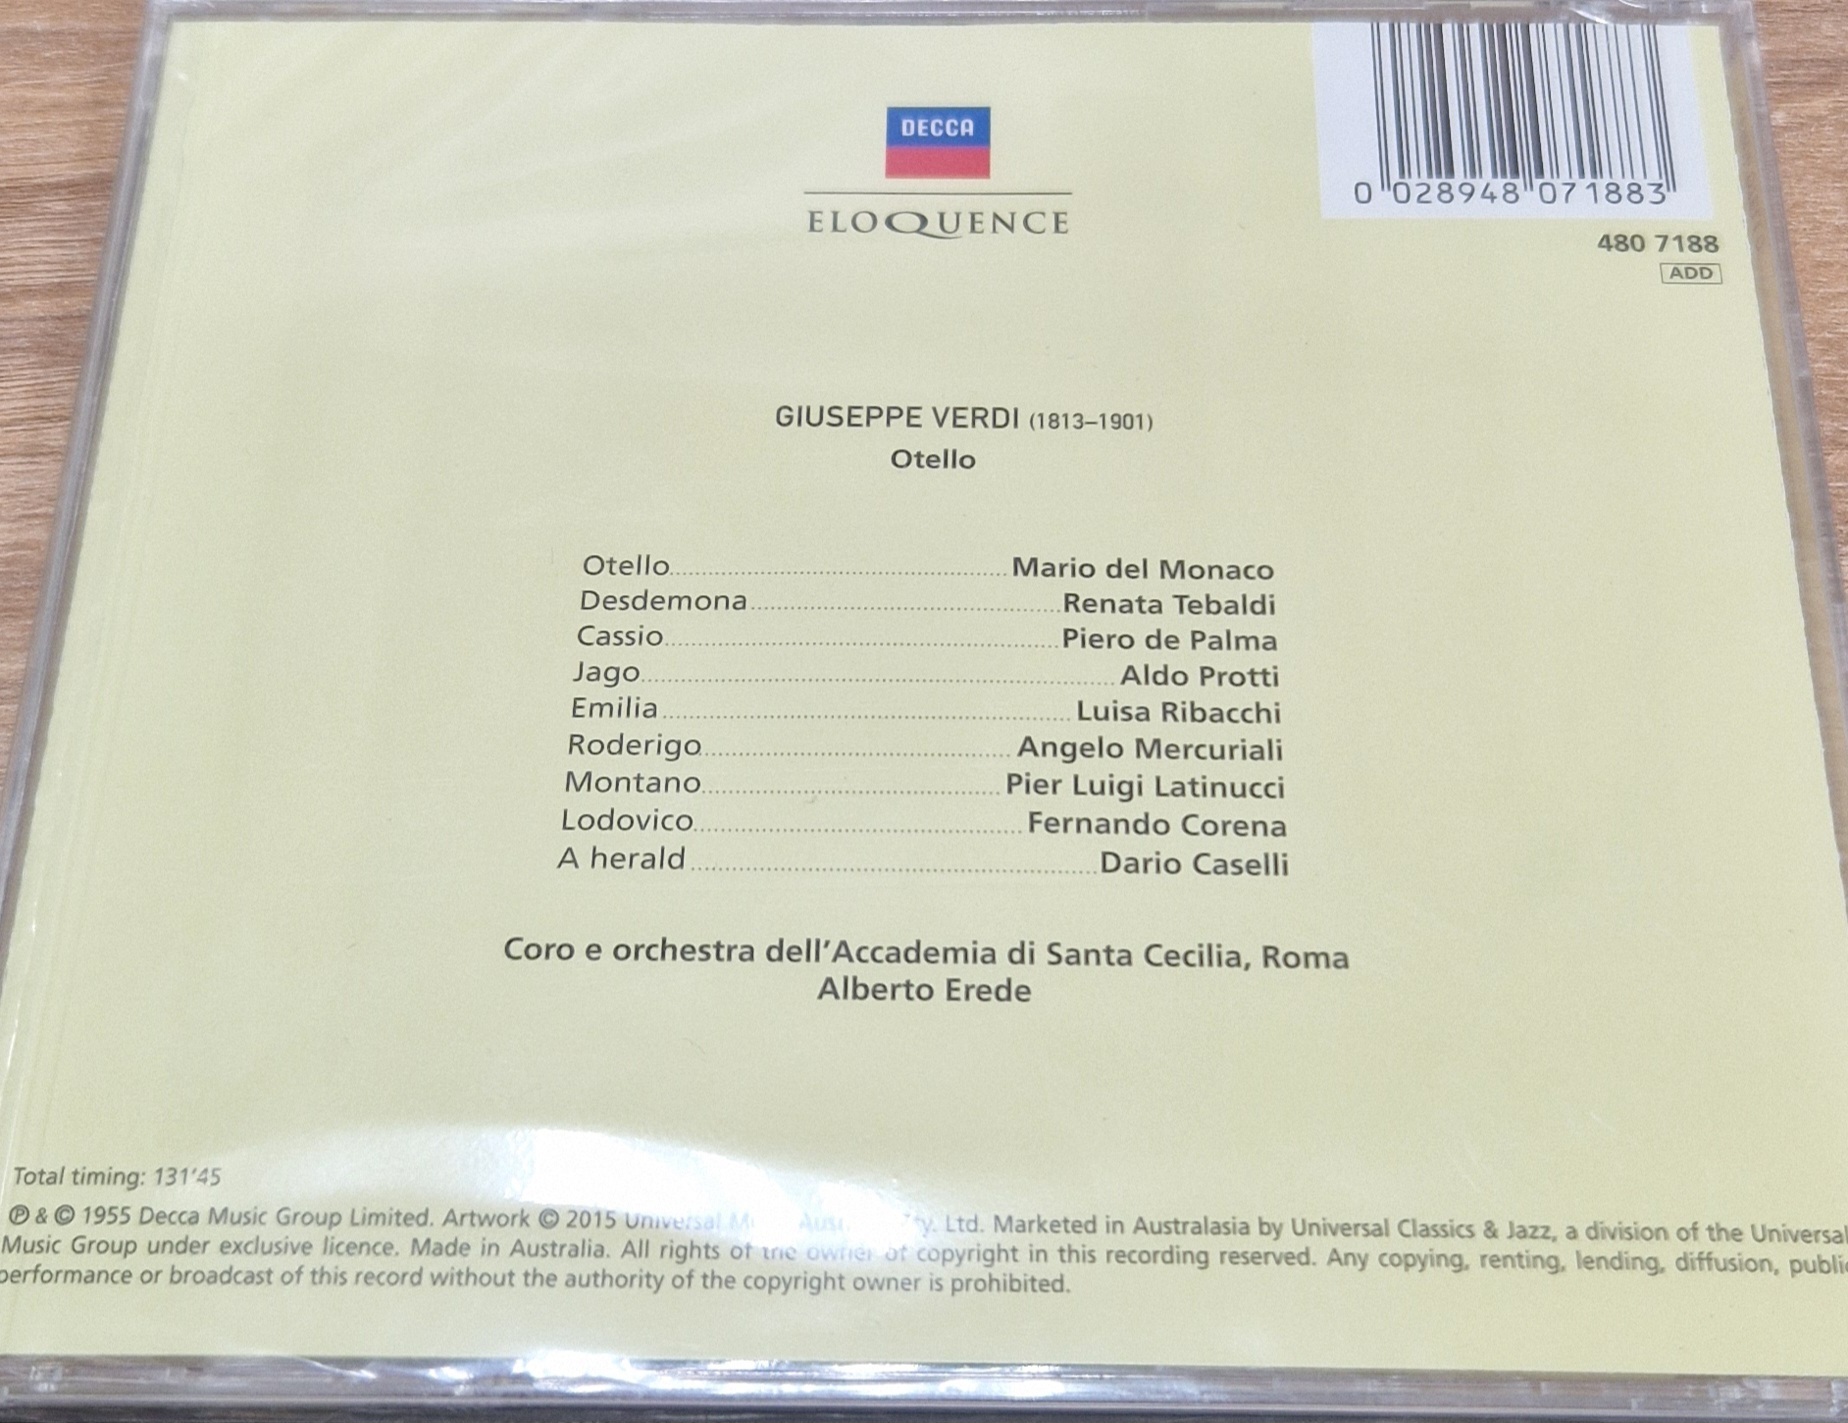 0 028948 071883
480 7188
ADD
DECCA
ELOQUENCE
GIUSEPPE VERDI (1813–1901)
Otello
Otello Mario del Monaco
Desdemona Renata Tebaldi
Cassio Piero de Palma
Jago Aldo Protti
Emilia Luisa Ribacchi
Roderigo Angelo Mercuriali
Montano Pier Luigi Latinucci
Lodovico Fernando Corena
A herald Dario Caselli
Coro e orchestra dell'Accademia di Santa Cecilia, Roma
Alberto Erede
Total timing: 131'45
℗ & © 1955 Decca Music Group Limited. Artwork © 2015 Universal Ltd. Marketed in Australasia by Universal Classics & Jazz, a division of the Universal
Music Group under exclusive licence. Made in Australia. All rights of the owner of copyright in this recording reserved. Any copying, renting, lending, diffusion, public
performance or broadcast of this record without the authority of the copyright owner is prohibited.